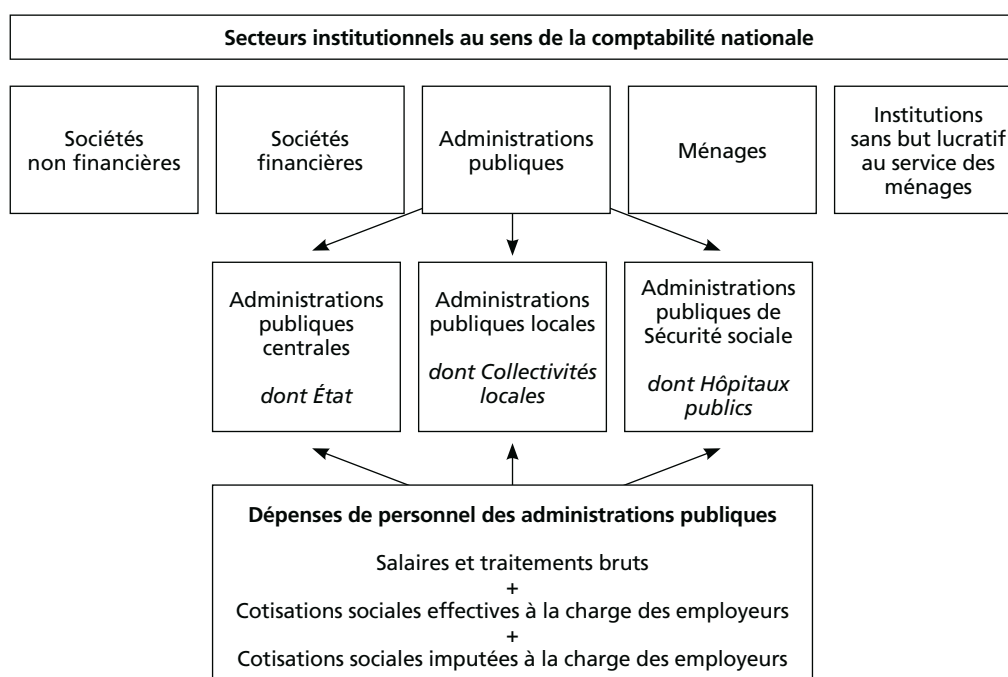 Secteurs institutionnels au sens de la comptabilité nationale
Sociétés
non financières
Sociétés
financières
Administrations
publiques
Ménages
Institutions
sans but lucratif
au service des
ménages
Administrations
publiques
centrales
dont État
Administrations
publiques locales
dont Collectivités
locales
Administrations
publiques de
Sécurité sociale
dont Hôpitaux
publics
Dépenses de personnel des administrations publiques
Salaires et traitements bruts
+
Cotisations sociales effectives à la charge des employeurs
+
Cotisations sociales imputées à la charge des employeurs